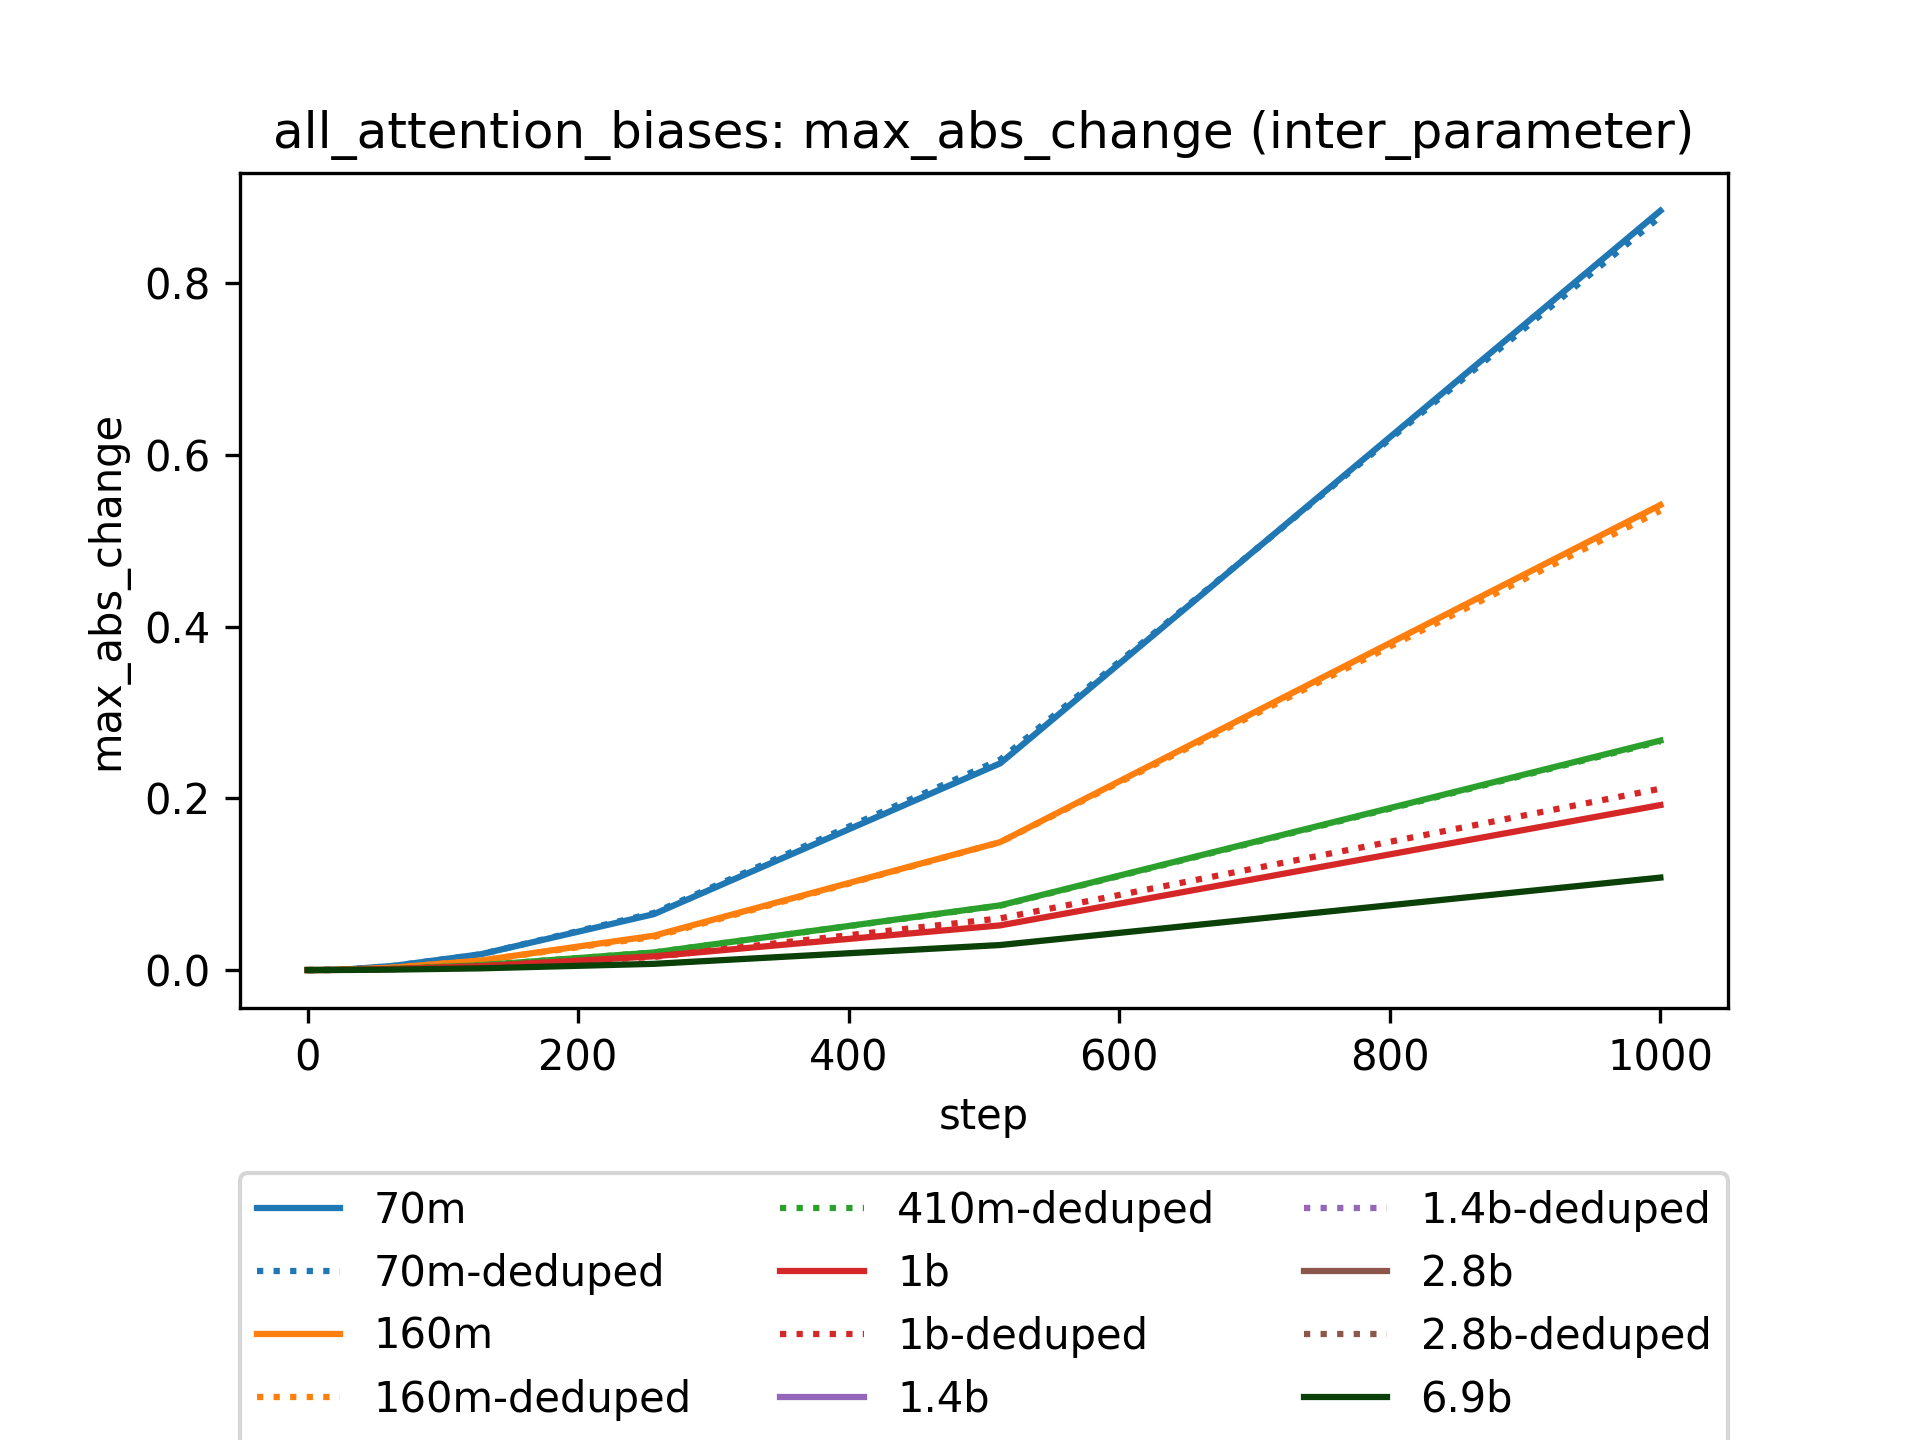 all_attention_biases: max_abs_change (inter_parameter)
max_abs_change
0.8
0.6
0.4
0.2
0.0
0 200 400 600 800 1000
step
70m 410m-deduped 1.4b-deduped
70m-deduped 1b 2.8b
160m 1b-deduped 2.8b-deduped
160m-deduped 1.4b 6.9b